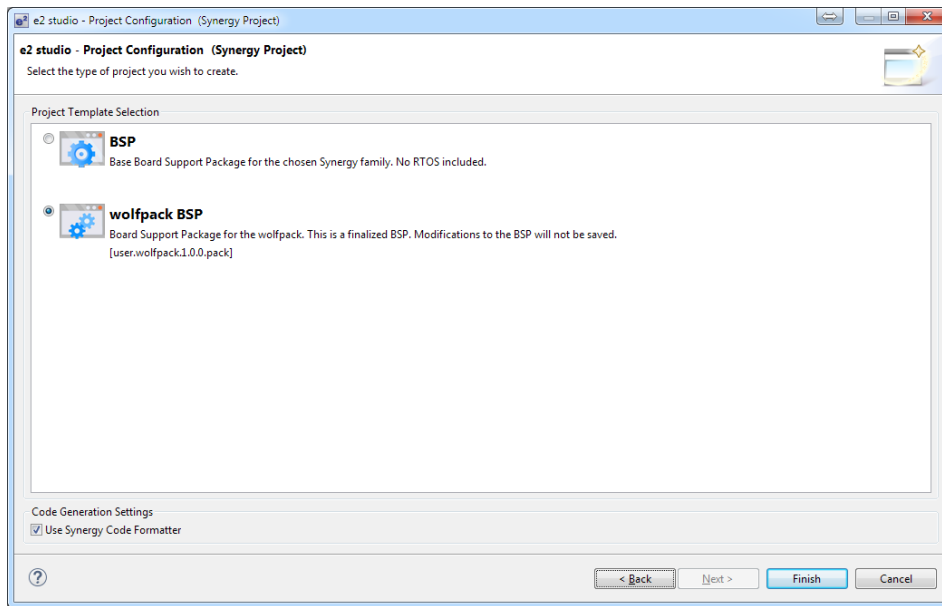 e2 studio - Project Configuration (Synergy Project)
e2 studio - Project Configuration (Synergy Project)
Select the type of project you wish to create.
Project Template Selection
BSP
Base Board Support Package for the chosen Synergy family. No RTOS included.
wolfpack BSP
Board Support Package for the wolfpack. This is a finalized BSP. Modifications to the BSP will not be saved.
[user.wolfpack.1.0.0.pack]
Code Generation Settings
Use Synergy Code Formatter
? < Back Next > Finish Cancel